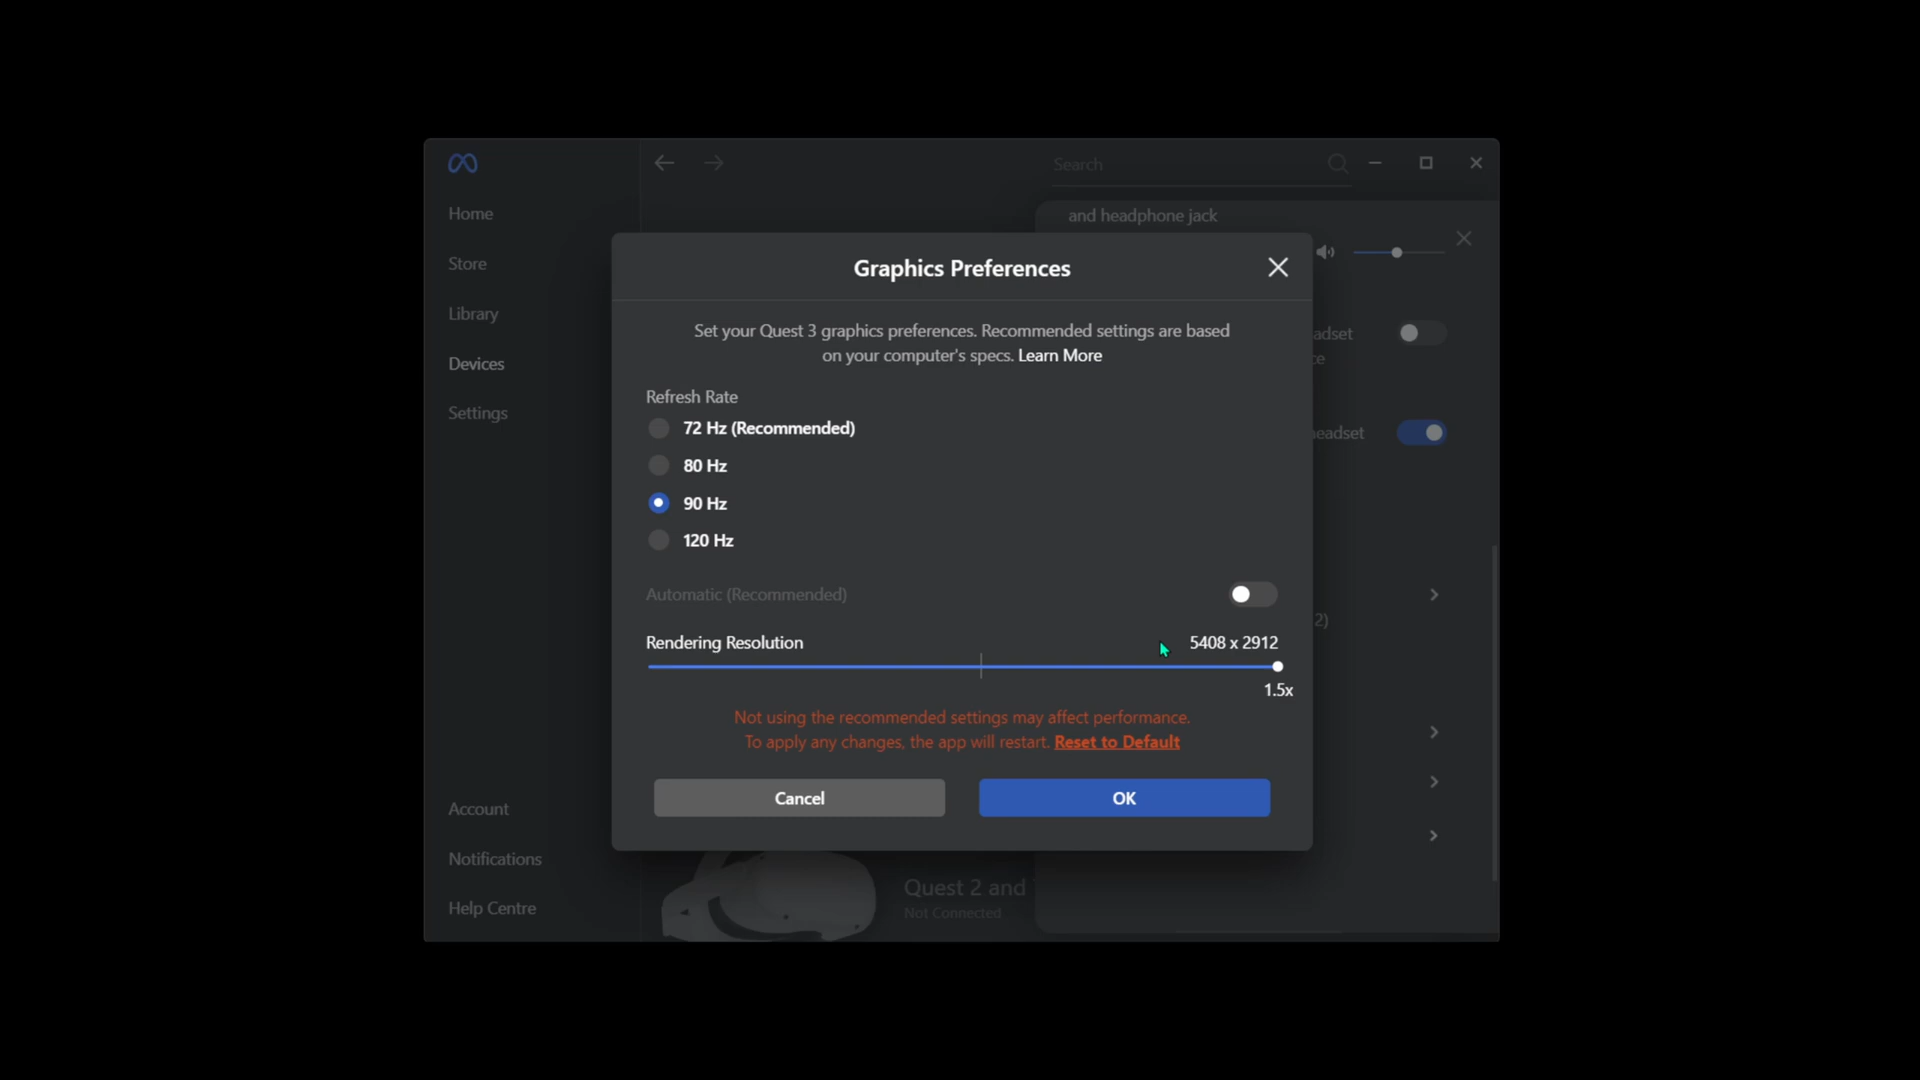 Search
Home
Store
Library
Devices
Settings
Account
Notifications
Help Centre
and headphone jack
Graphics Preferences
Set your Quest 3 graphics preferences. Recommended settings are based
on your computer's specs. Learn More
Refresh Rate
72 Hz (Recommended)
80 Hz
90 Hz
120 Hz
Automatic (Recommended)
Rendering Resolution
5408 x 2912
1.5x
Not using the recommended settings may affect performance.
To apply any changes, the app will restart. Reset to Default
Cancel
OK
adset
ce
eadset
2)
Quest 2 and
Not Connected